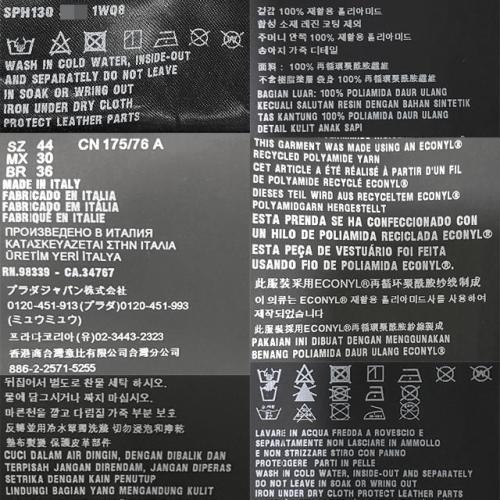 SPH130 1WQ8
WASH IN COLD WATER, INSIDE-OUT
AND SEPARATELY DO NOT LEAVE
IN SOAK OR WRING OUT
IRON UNDER DRY CLOTH
PROTECT LEATHER PARTS
겉감 100% 재활용 폴리아미드
합성 소재 레진 코팅 제외
주머니 안쪽 100% 재활용 폴리아미드
송아지 가죽 디테일
面料: 100% 再循環聚酰胺纖維
不含樹脂塗層 袋身 100% 再循環聚酰胺纖維
BAGIAN LUAR: 100% POLIAMIDA DAUR ULANG
KECUALI SALUTAN RESIN DENGAN BAHAN SINTETIK
TAS KANTUNG 100% POLIAMIDA DAUR ULANG
DETAIL KULIT ANAK SAPI
SZ 44 CN 175/76 A
MX 30
BR 36
MADE IN ITALY
FABRICADO EN ITALIA
FABRICADO EM ITALIA
FABRIQUÉ EN ITALIE
ПРОИЗВЕДЕНО В ИТАЛИЯ
ΚΑΤΑΣΚΕΥΑΖΕΤΑΙ ΣΤΗΝ ΙΤΑΛΙΑ
ÜRETİM YERİ İTALYA
RN.98339 - CA.34767
プラダジャパン株式会社
0120-451-913 (プラダ) 0120-451-993
(ミュウミュウ)
프라다코리아 (유) 02-3443-2323
香港商台灣普比有限公司台灣分公司
886-2-2571-5255
THIS GARMENT WAS MADE USING AN ECONYL®
RECYCLED POLYAMIDE YARN
CET ARTICLE A ÉTÉ RÉALISÉ À PARTIR D'UN FIL
DE POLYAMIDE RECYCLÉ ECONYL®
DIESES TEIL WIRD AUS RECYCELTEM ECONYL®
POLYAMIDGARN HERGESTELLT
ESTA PRENDA SE HA CONFECCIONADO CON
UN HILO DE POLIAMIDA RECICLADA ECONYL®
ESTA PEÇA DE VESTUÁRIO FOI FEITA
USANDO FIO DE POLIAMIDA ECONYL®.
此服装采用ECONYL®再循环聚酰胺纱线制成
이 의류는 ECONYL® 재활용 폴리아미드사를 사용하여
제작되었습니다
此服裝採用ECONYL®再循環聚酰胺紗線製成
PAKAIAN INI DIBUAT DENGAN MENGGUNAKAN
BENANG POLIAMIDA DAUR ULANG ECONYL®
뒤집어서 별도로 찬물 세탁 하시오.
물에 담그시거나 짜지 마십시오.
마른천을 깔고 다림질 가죽 부분 보호
反轉並用冷水單獨洗滌 切勿浸泡和擰乾
墊布熨燙 保護皮革部件
CUCI DALAM AIR DINGIN, DENGAN DIBALIK DAN
TERPISAH JANGAN DIRENDAM, JANGAN DIPERAS
SETRIKA DENGAN KAIN PENUTUP
LINDUNGI BAGIAN YANG MENGANDUNG KULIT
LAVARE IN ACQUA FREDDA A ROVESCIO E
SEPARATAMENTE NON LASCIARE IN AMMOLLO
E NON STRIZZARE STIRO CON PANNO
PROTEGGERE PARTI IN PELLE
WASH IN COLD WATER, INSIDE-OUT AND SEPARATELY
DO NOT LEAVE IN SOAK OR WRING OUT
IRON UNDER DRY CLOTH PROTECT LEATHER PARTS